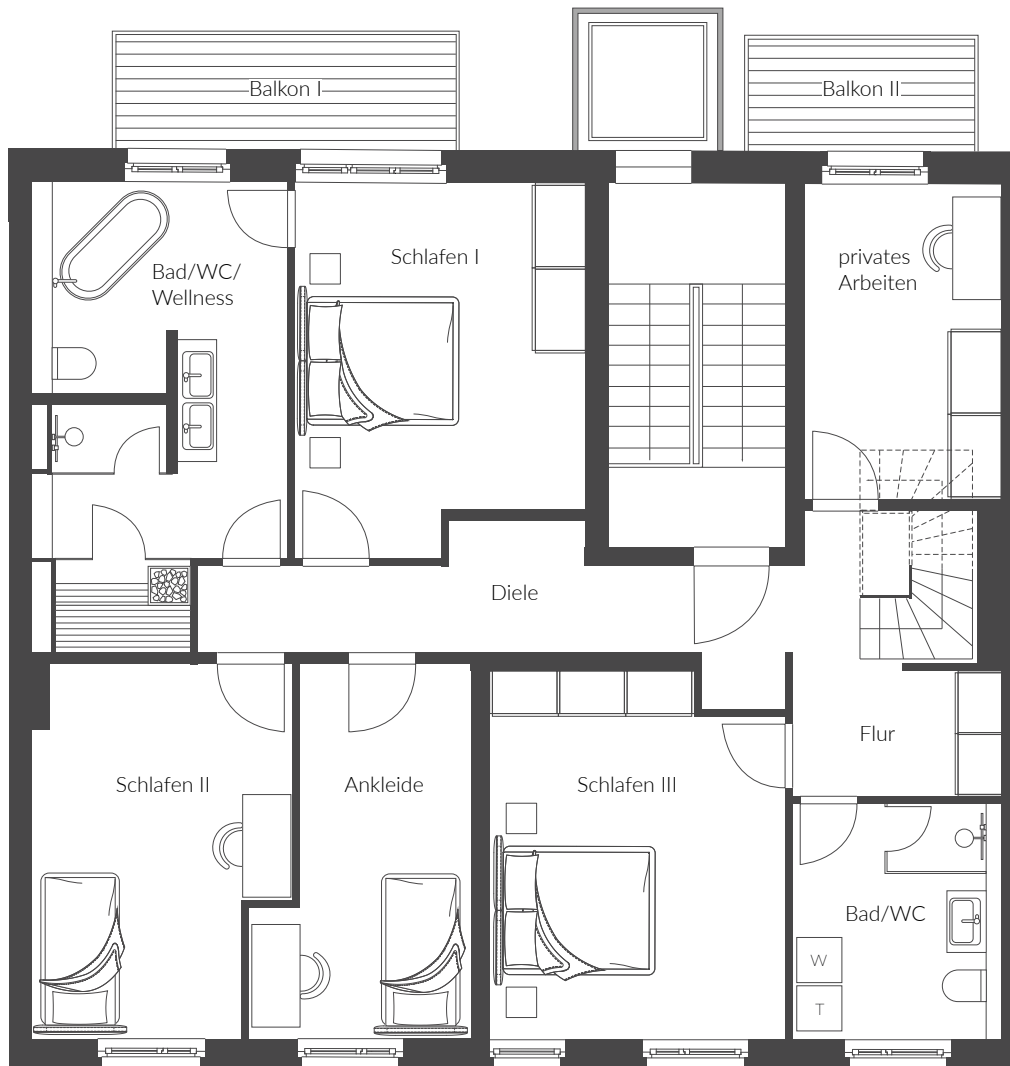 Balkon I
Balkon II
Schlafen I
privates
Arbeiten
Bad/WC/
Wellness
Diele
Flur
Schlafen II
Ankleide
Schlafen III
Bad/WC
W
T